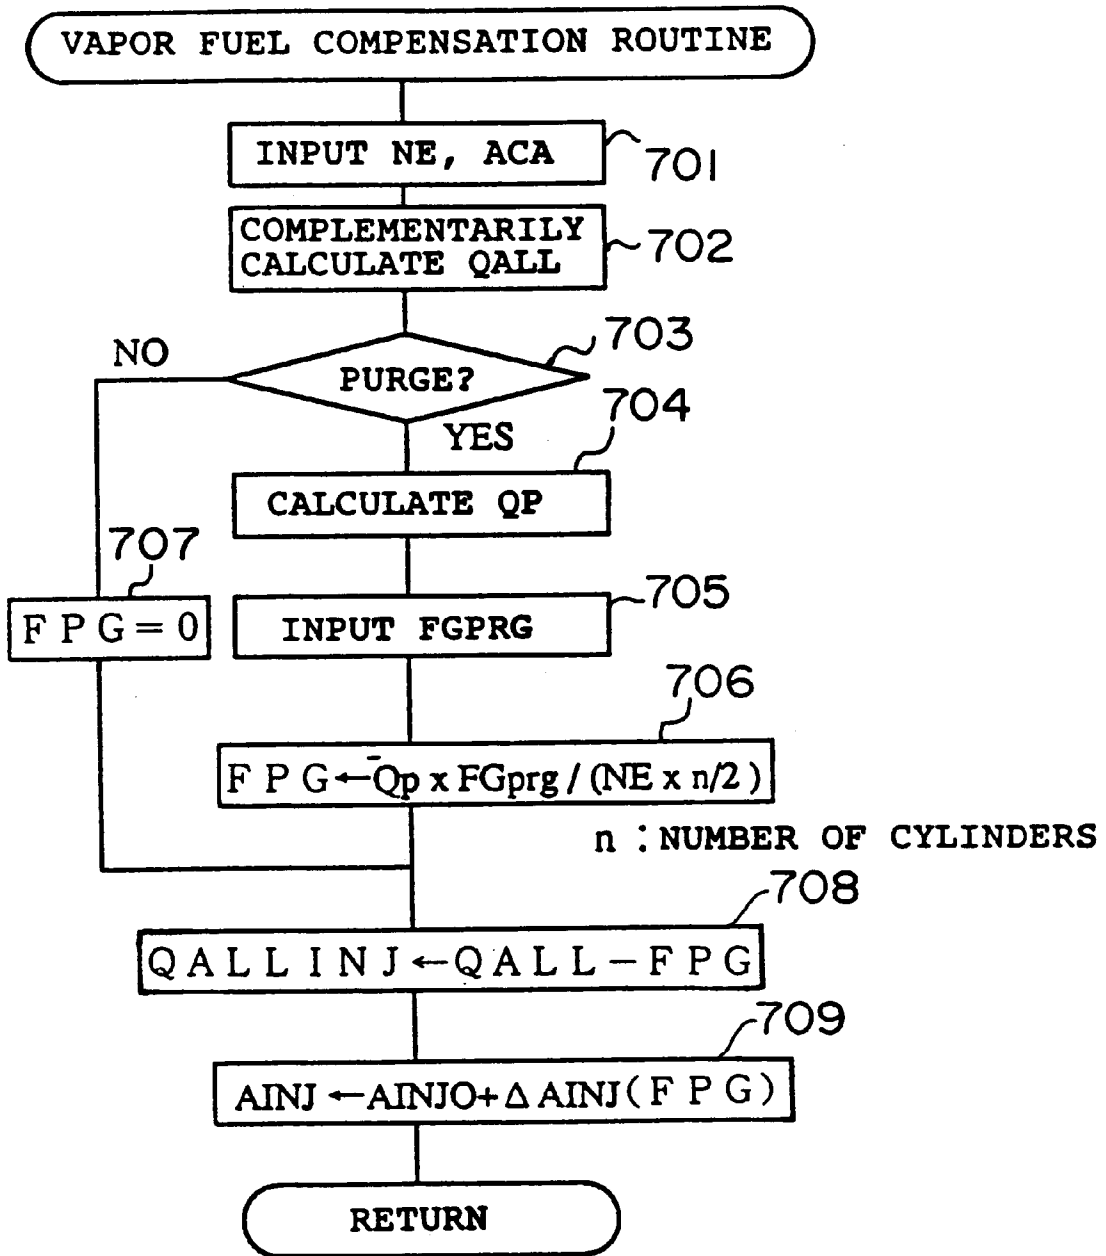 VAPOR FUEL COMPENSATION ROUTINE
INPUT NE, ACA
701
COMPLEMENTARILY
CALCULATE QALL
702
703
NO
PURGE?
704
YES
CALCULATE QP
707
705
FPG=0
INPUT FGPRG
706
FPG←Qp x FGprg / (NE x n/2)
n : NUMBER OF CYLINDERS
708
QALLINJ←QALL-FPG
709
AINJ←AINJO+ΔAINJ(FPG)
RETURN